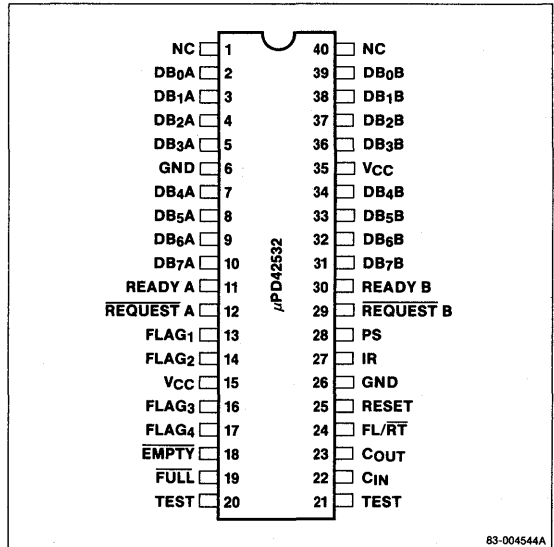 NC 1 40 NC
DB0A 2 39 DB0B
DB1A 3 38 DB1B
DB2A 4 37 DB2B
DB3A 5 36 DB3B
GND 6 35 VCC
DB4A 7 34 DB4B
DB5A 8 33 DB5B
DB6A 9 32 DB6B
DB7A 10 31 DB7B
READY A 11 30 READY B
REQUEST A 12 29 REQUEST B
FLAG1 13 28 PS
FLAG2 14 27 IR
VCC 15 26 GND
FLAG3 16 25 RESET
FLAG4 17 24 FL/RT
EMPTY 18 23 COUT
FULL 19 22 CIN
TEST 20 21 TEST
μPD42532
83-004544A